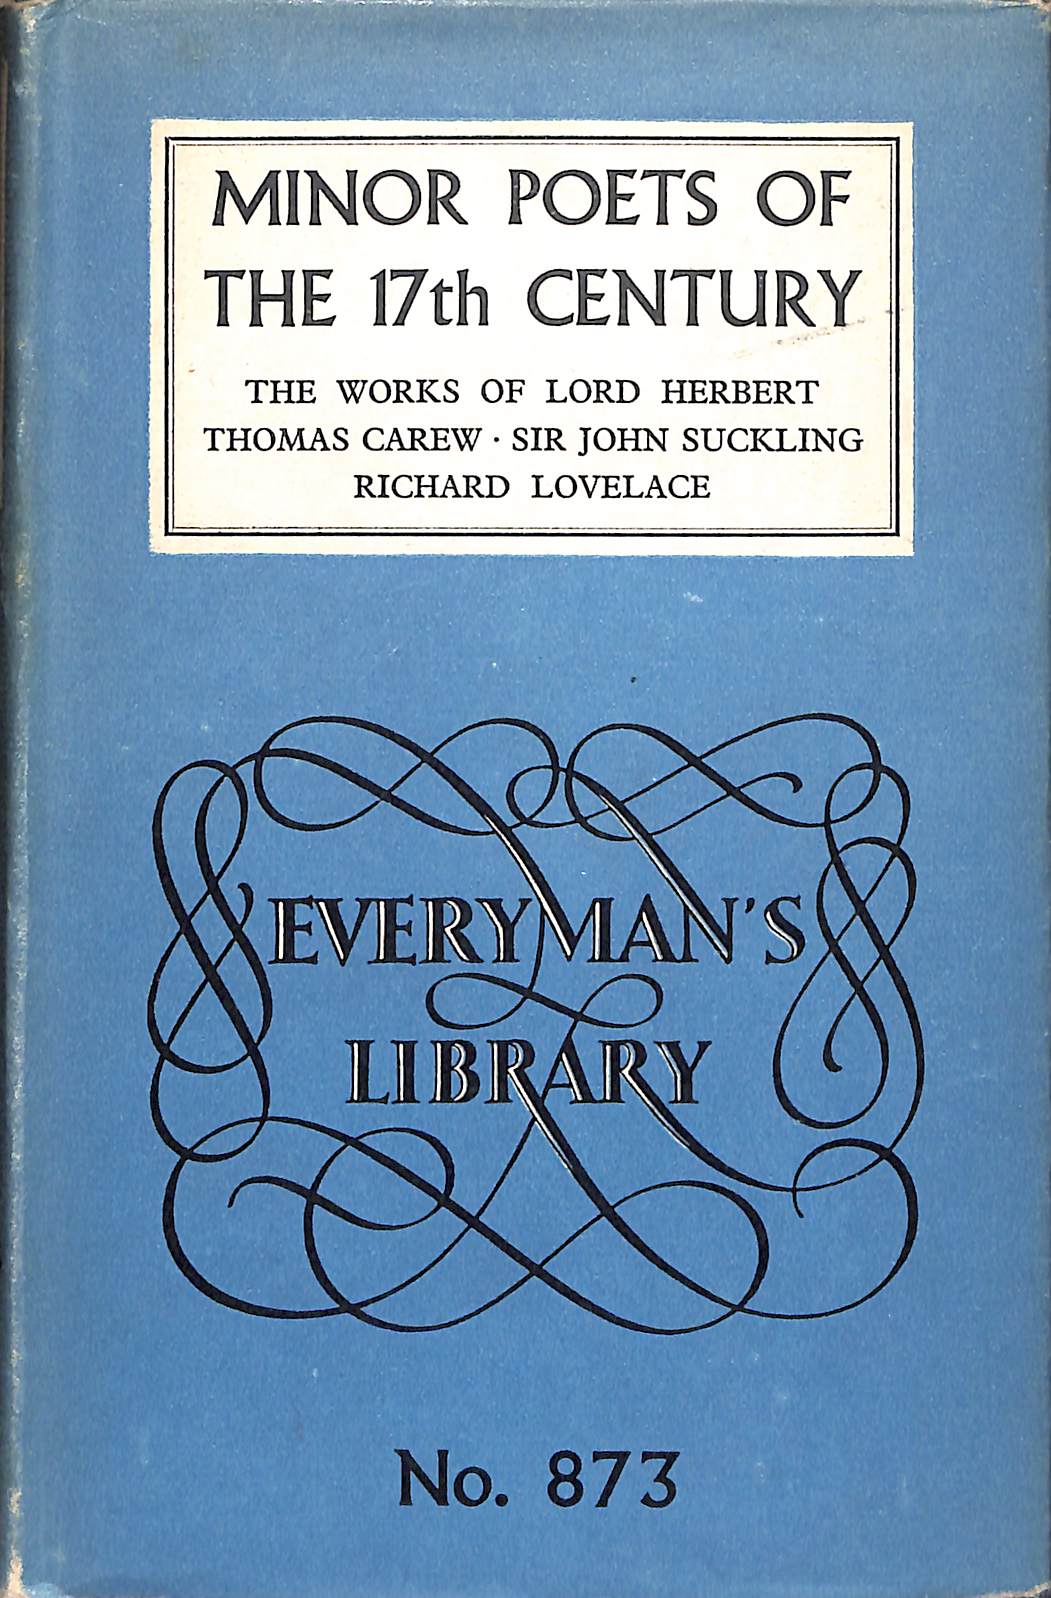 MINOR POETS OF
THE 17th CENTURY
THE WORKS OF LORD HERBERT
THOMAS CAREW · SIR JOHN SUCKLING
RICHARD LOVELACE
EVERYMAN'S
LIBRARY
No. 873